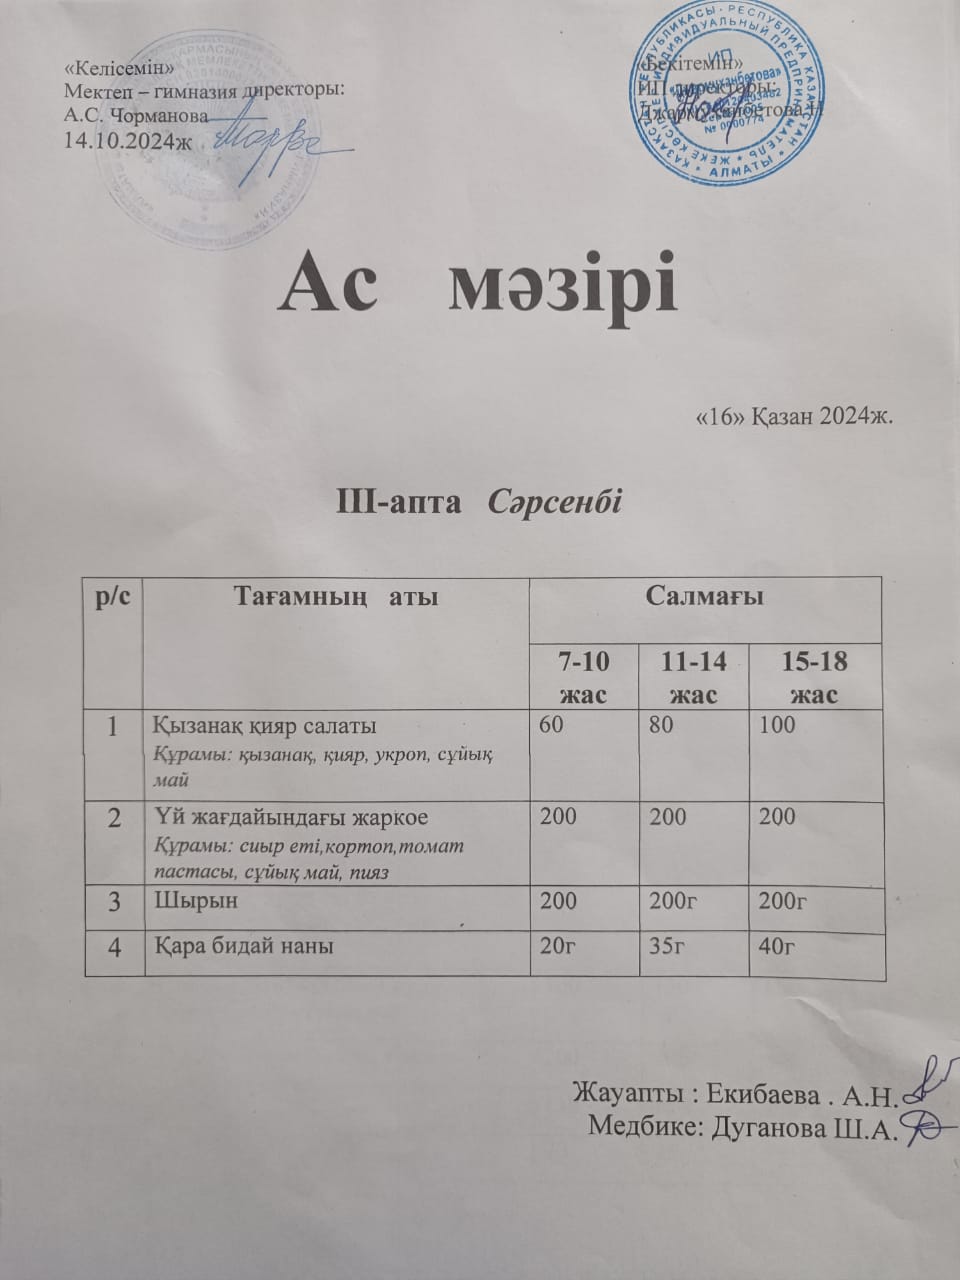 «Келісемін»
Мектеп – гимназия директоры:
А.С. Чорманова
14.10.2024ж
«Бекітемін»
ИП директоры:
Ас мәзірі
«16» Қазан 2024ж.
III-апта Сәрсенбі
р/с Тағамның аты Салмағы
7-10 жас 11-14 жас 15-18 жас
1 Қызанақ қияр салаты 60 80 100
Құрамы: қызанақ, қияр, укроп, сұйық
май
2 Үй жағдайындағы жаркое 200 200 200
Құрамы: сиыр еті,кортоп,томат
пастасы, сұйық май, пияз
3 Шырын 200 200г 200г
4 Қара бидай наны 20г 35г 40г
Жауапты : Екибаева . А.Н.
Медбике: Дуганова Ш.А.